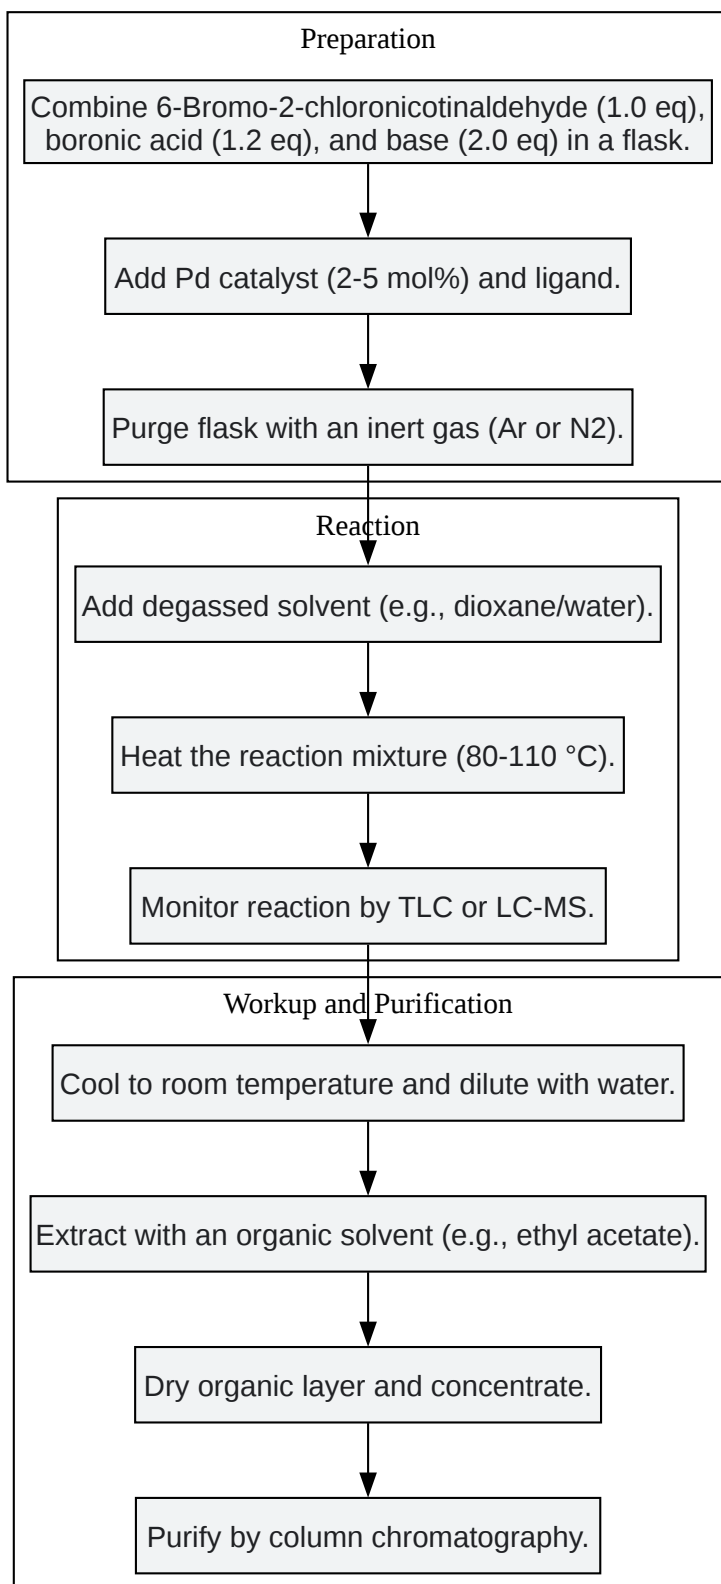 Preparation
Combine 6-Bromo-2-chloronicotinaldehyde (1.0 eq),
boronic acid (1.2 eq), and base (2.0 eq) in a flask.
Add Pd catalyst (2-5 mol%) and ligand.
Purge flask with an inert gas (Ar or N2).
Reaction
Add degassed solvent (e.g., dioxane/water).
Heat the reaction mixture (80-110 °C).
Monitor reaction by TLC or LC-MS.
Workup and Purification
Cool to room temperature and dilute with water.
Extract with an organic solvent (e.g., ethyl acetate).
Dry organic layer and concentrate.
Purify by column chromatography.